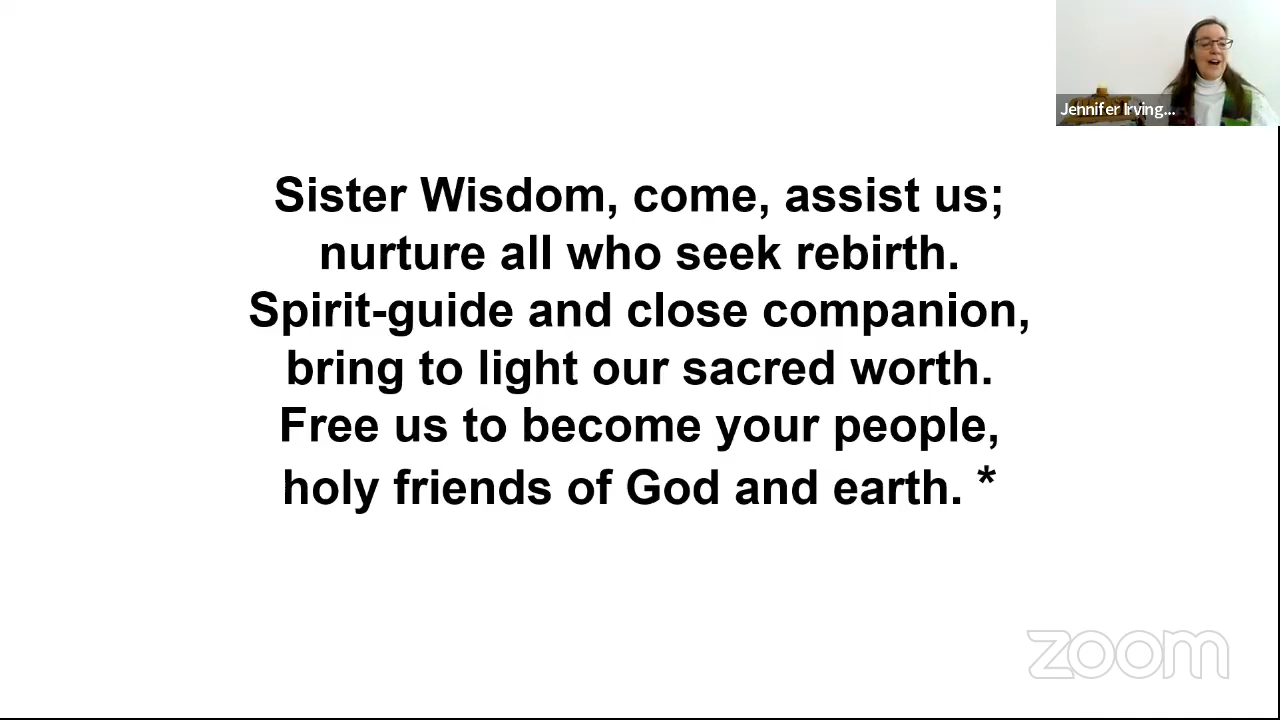 Jennifer Irving...
Sister Wisdom, come, assist us;
nurture all who seek rebirth.
Spirit-guide and close companion,
bring to light our sacred worth.
Free us to become your people,
holy friends of God and earth. *
zoom